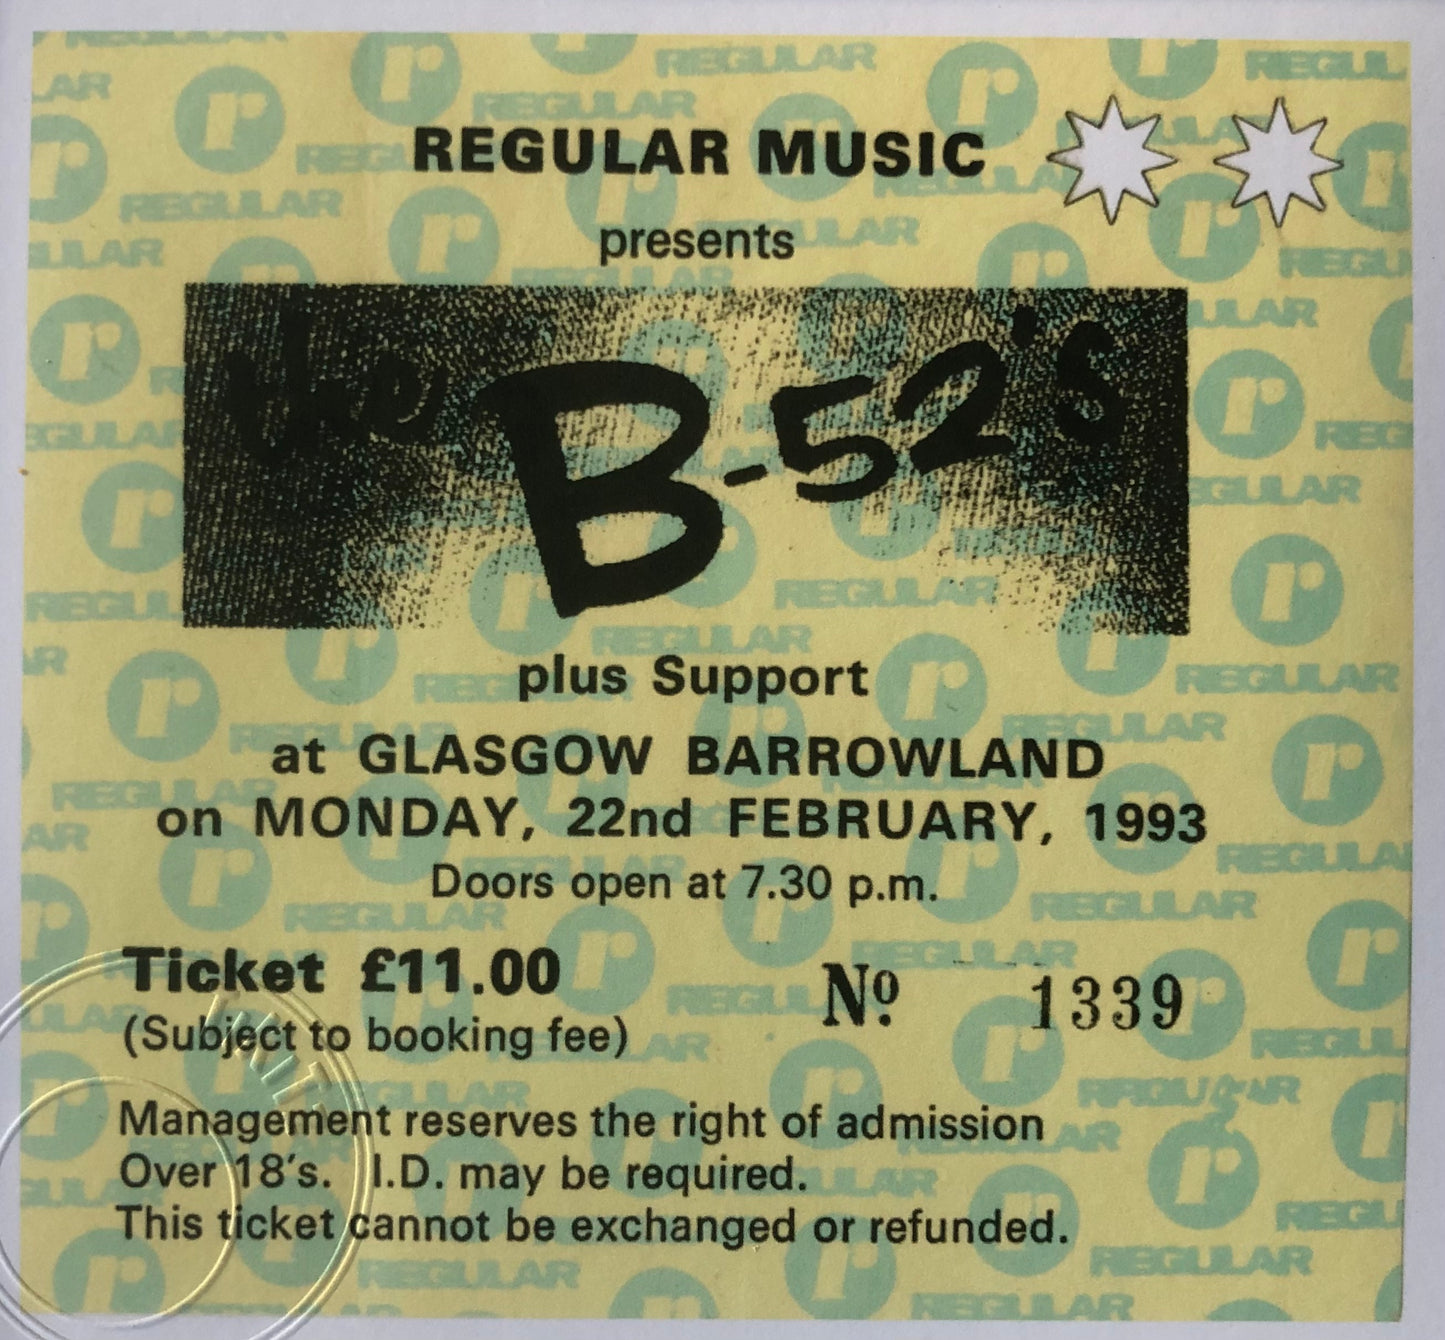 REGULAR MUSIC
presents
the B-52's
plus Support
at GLASGOW BARROWLAND
on MONDAY, 22nd FEBRUARY, 1993
Doors open at 7.30 p.m.
Ticket £11.00
(Subject to booking fee)
Nº 1339
Management reserves the right of admission
Over 18's. I.D. may be required.
This ticket cannot be exchanged or refunded.